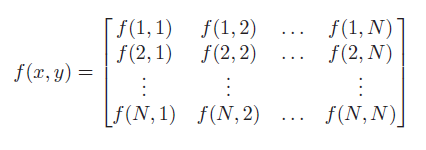 f(1,1) f(1,2) ... f(1,N)
f(2,1) f(2,2) ... f(2,N)
f(x,y) = ⋮ ⋮ ⋮
f(N,1) f(N,2) ... f(N,N)